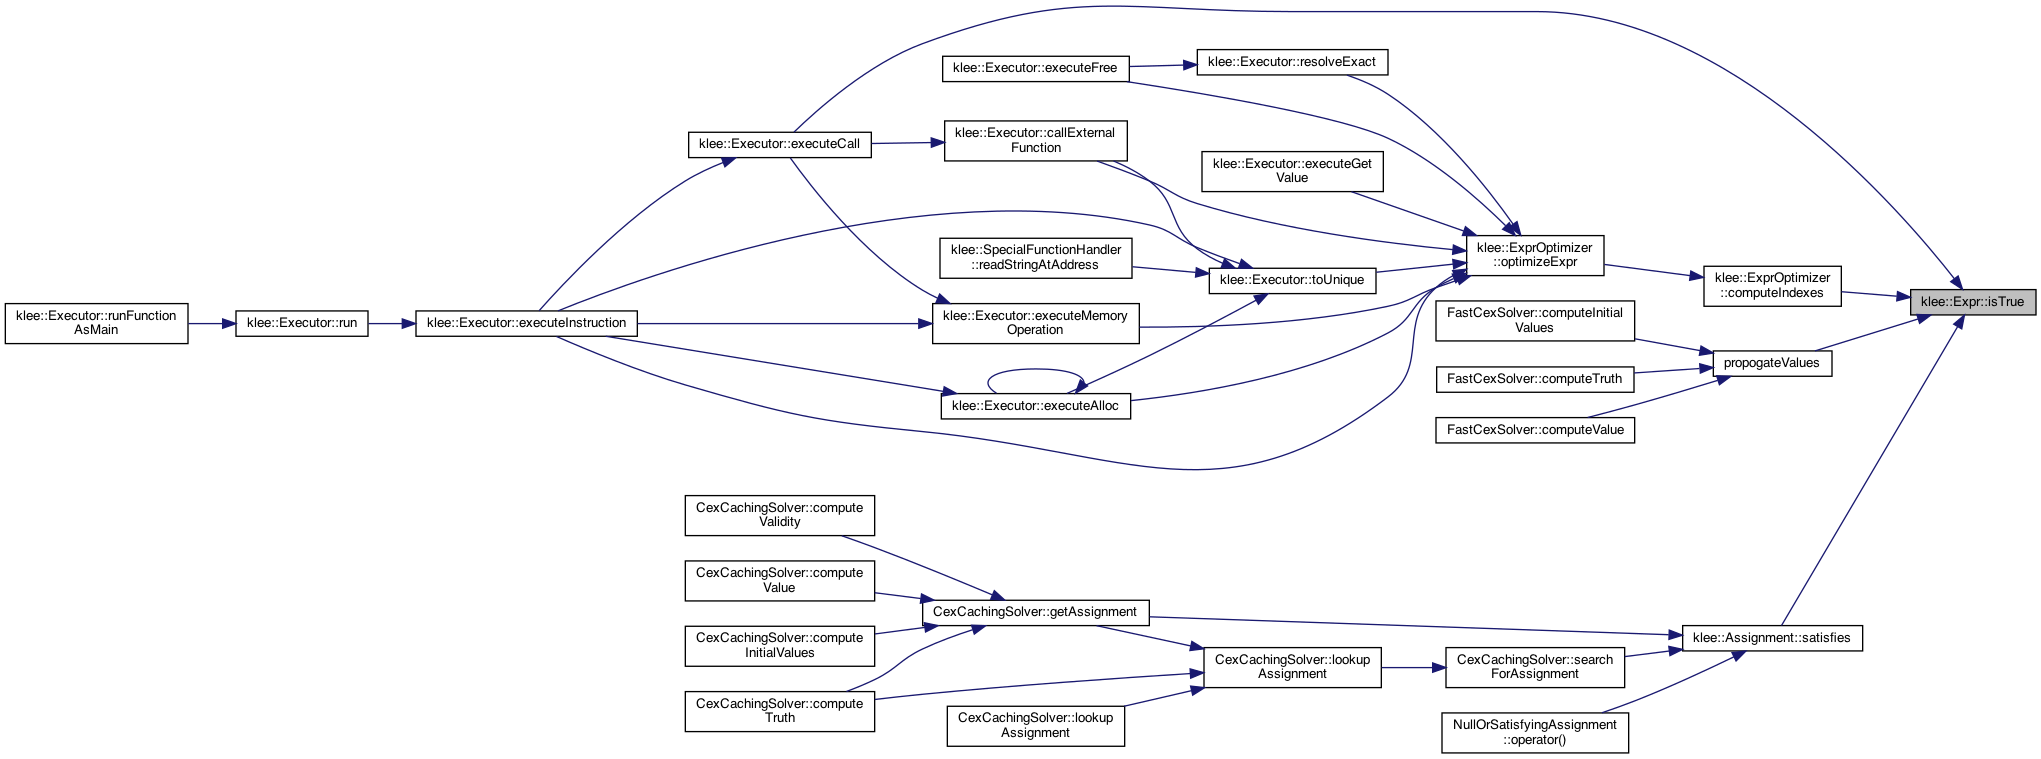 klee::Executor::executeFree
klee::Executor::resolveExact
klee::Executor::executeCall
klee::Executor::callExternal
Function
klee::Executor::executeGet
Value
klee::SpecialFunctionHandler
::readStringAtAddress
klee::Executor::toUnique
klee::ExprOptimizer
::optimizeExpr
klee::ExprOptimizer
::computeIndexes
klee::Expr::isTrue
klee::Executor::runFunction
AsMain
klee::Executor::run
klee::Executor::executeInstruction
klee::Executor::executeMemory
Operation
FastCexSolver::computeInitial
Values
propogateValues
FastCexSolver::computeTruth
klee::Executor::executeAlloc
FastCexSolver::computeValue
CexCachingSolver::compute
Validity
CexCachingSolver::compute
Value
CexCachingSolver::getAssignment
CexCachingSolver::compute
InitialValues
klee::Assignment::satisfies
CexCachingSolver::lookup
Assignment
CexCachingSolver::search
ForAssignment
CexCachingSolver::compute
Truth
CexCachingSolver::lookup
Assignment
NullOrSatisfyingAssignment
::operator()